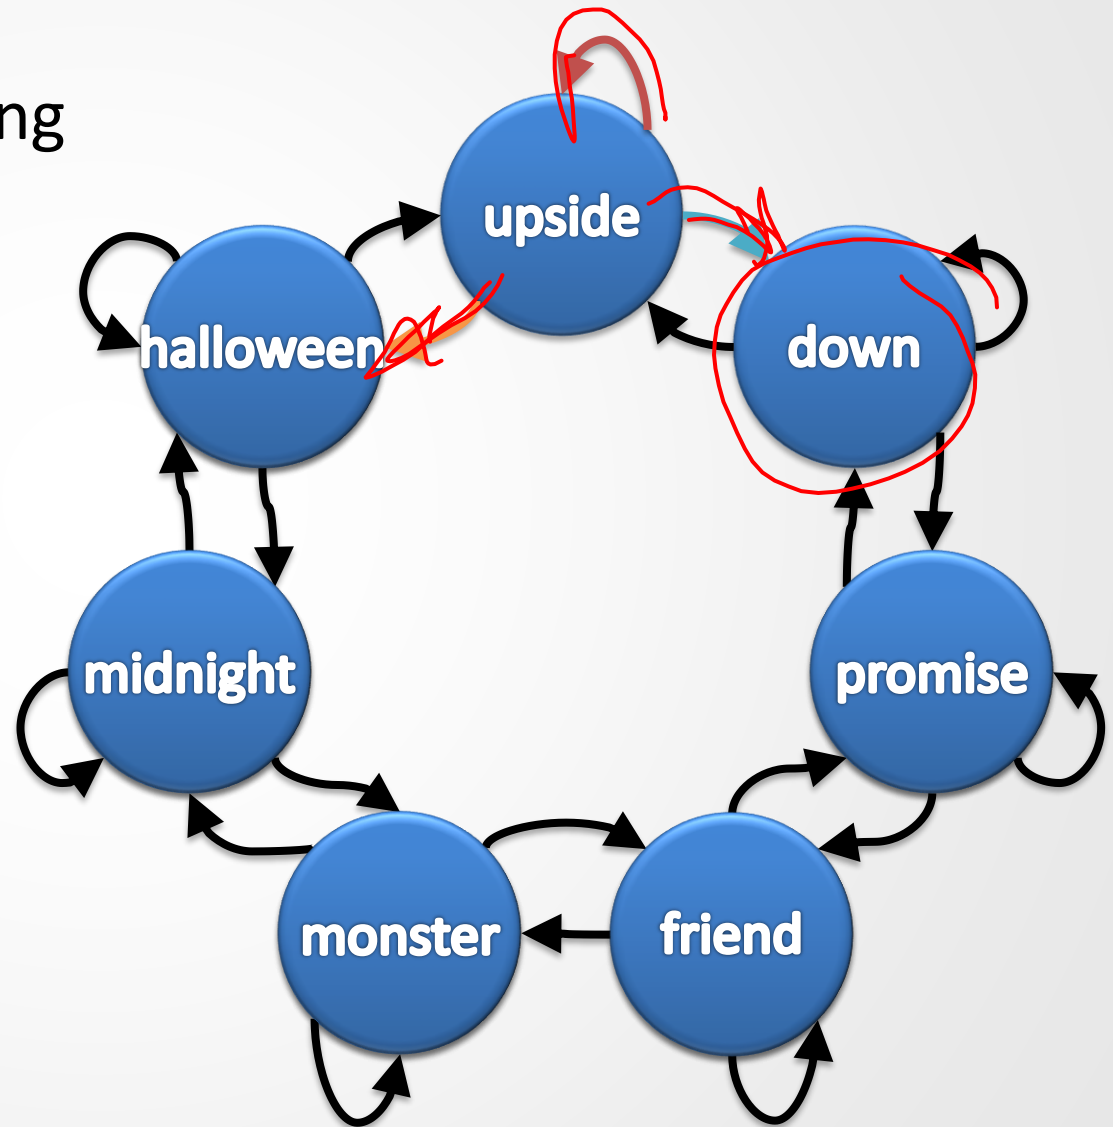 ng
upside
halloween
down
midnight
promise
monster
friend